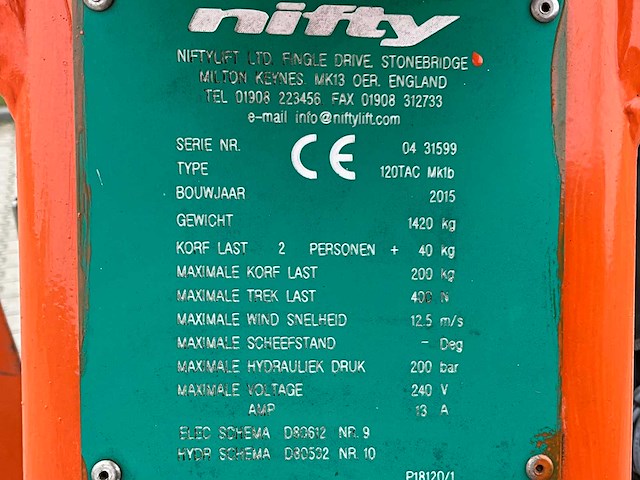 nifty
NIFTYLIFT LTD. FINGLE DRIVE, STONEBRIDGE
MILTON KEYNES. MK13 OER. ENGLAND
TEL 01908 223456 FAX 01908 312733
e-mail info@niftylift.com
CE
SERIE NR. 04 31599
TYPE 120TAC Mk1b
BOUWJAAR 2015
GEWICHT 1420 kg
KORF LAST 2 PERSONEN + 40 kg
MAXIMALE KORF LAST 200 kg
MAXIMALE TREK LAST 400 N
MAXIMALE WIND SNELHEID 12.5 m/s
MAXIMALE SCHEEFSTAND - Deg
MAXIMALE HYDRAULIEK DRUK 200 bar
MAXIMALE VOLTAGE 240 V
AMP 13 A
ELEC SCHEMA D80612 NR. 9
HYDR SCHEMA D80502 NR. 10
P18120/1